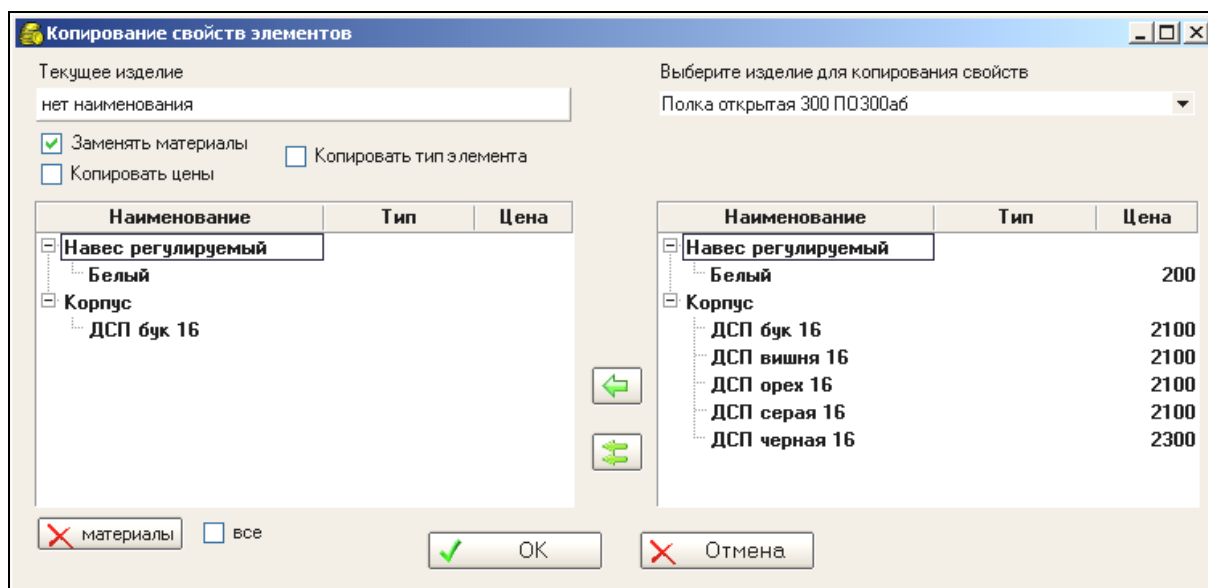 Копирование свойств элементов
Текущее изделие
нет наименования
Выберите изделие для копирования свойств
Полка открытая 300 ПО300аб
Заменять материалы
Копировать цены
Копировать тип элемента
Наименование Тип Цена
Навес регулируемый
Белый
Корпус
ДСП бук 16
Наименование Тип Цена
Навес регулируемый
Белый 200
Корпус
ДСП бук 16 2100
ДСП вишня 16 2100
ДСП орех 16 2100
ДСП серая 16 2100
ДСП черная 16 2300
материалы
все
OK
Отмена